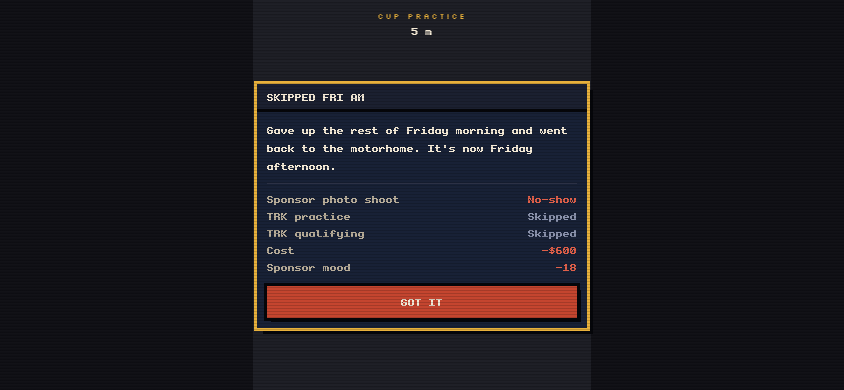 CUP PRACTICE
5 m
SKIPPED FRI AM
Gave up the rest of Friday morning and went
back to the motorhome. It's now Friday
afternoon.
Sponsor photo shoot No-show
TRK practice Skipped
TRK qualifying Skipped
Cost -$600
Sponsor mood -18
GOT IT